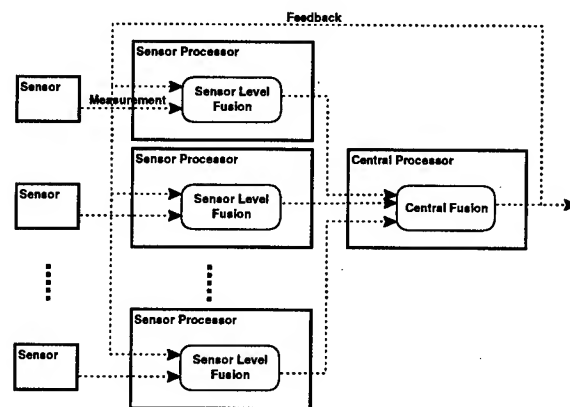 Feedback
Sensor Processor
Sensor
Measurement
Sensor Level
Fusion
Sensor Processor
Central Processor
Sensor
Sensor Level
Fusion
Central Fusion
Sensor Processor
Sensor
Sensor Level
Fusion